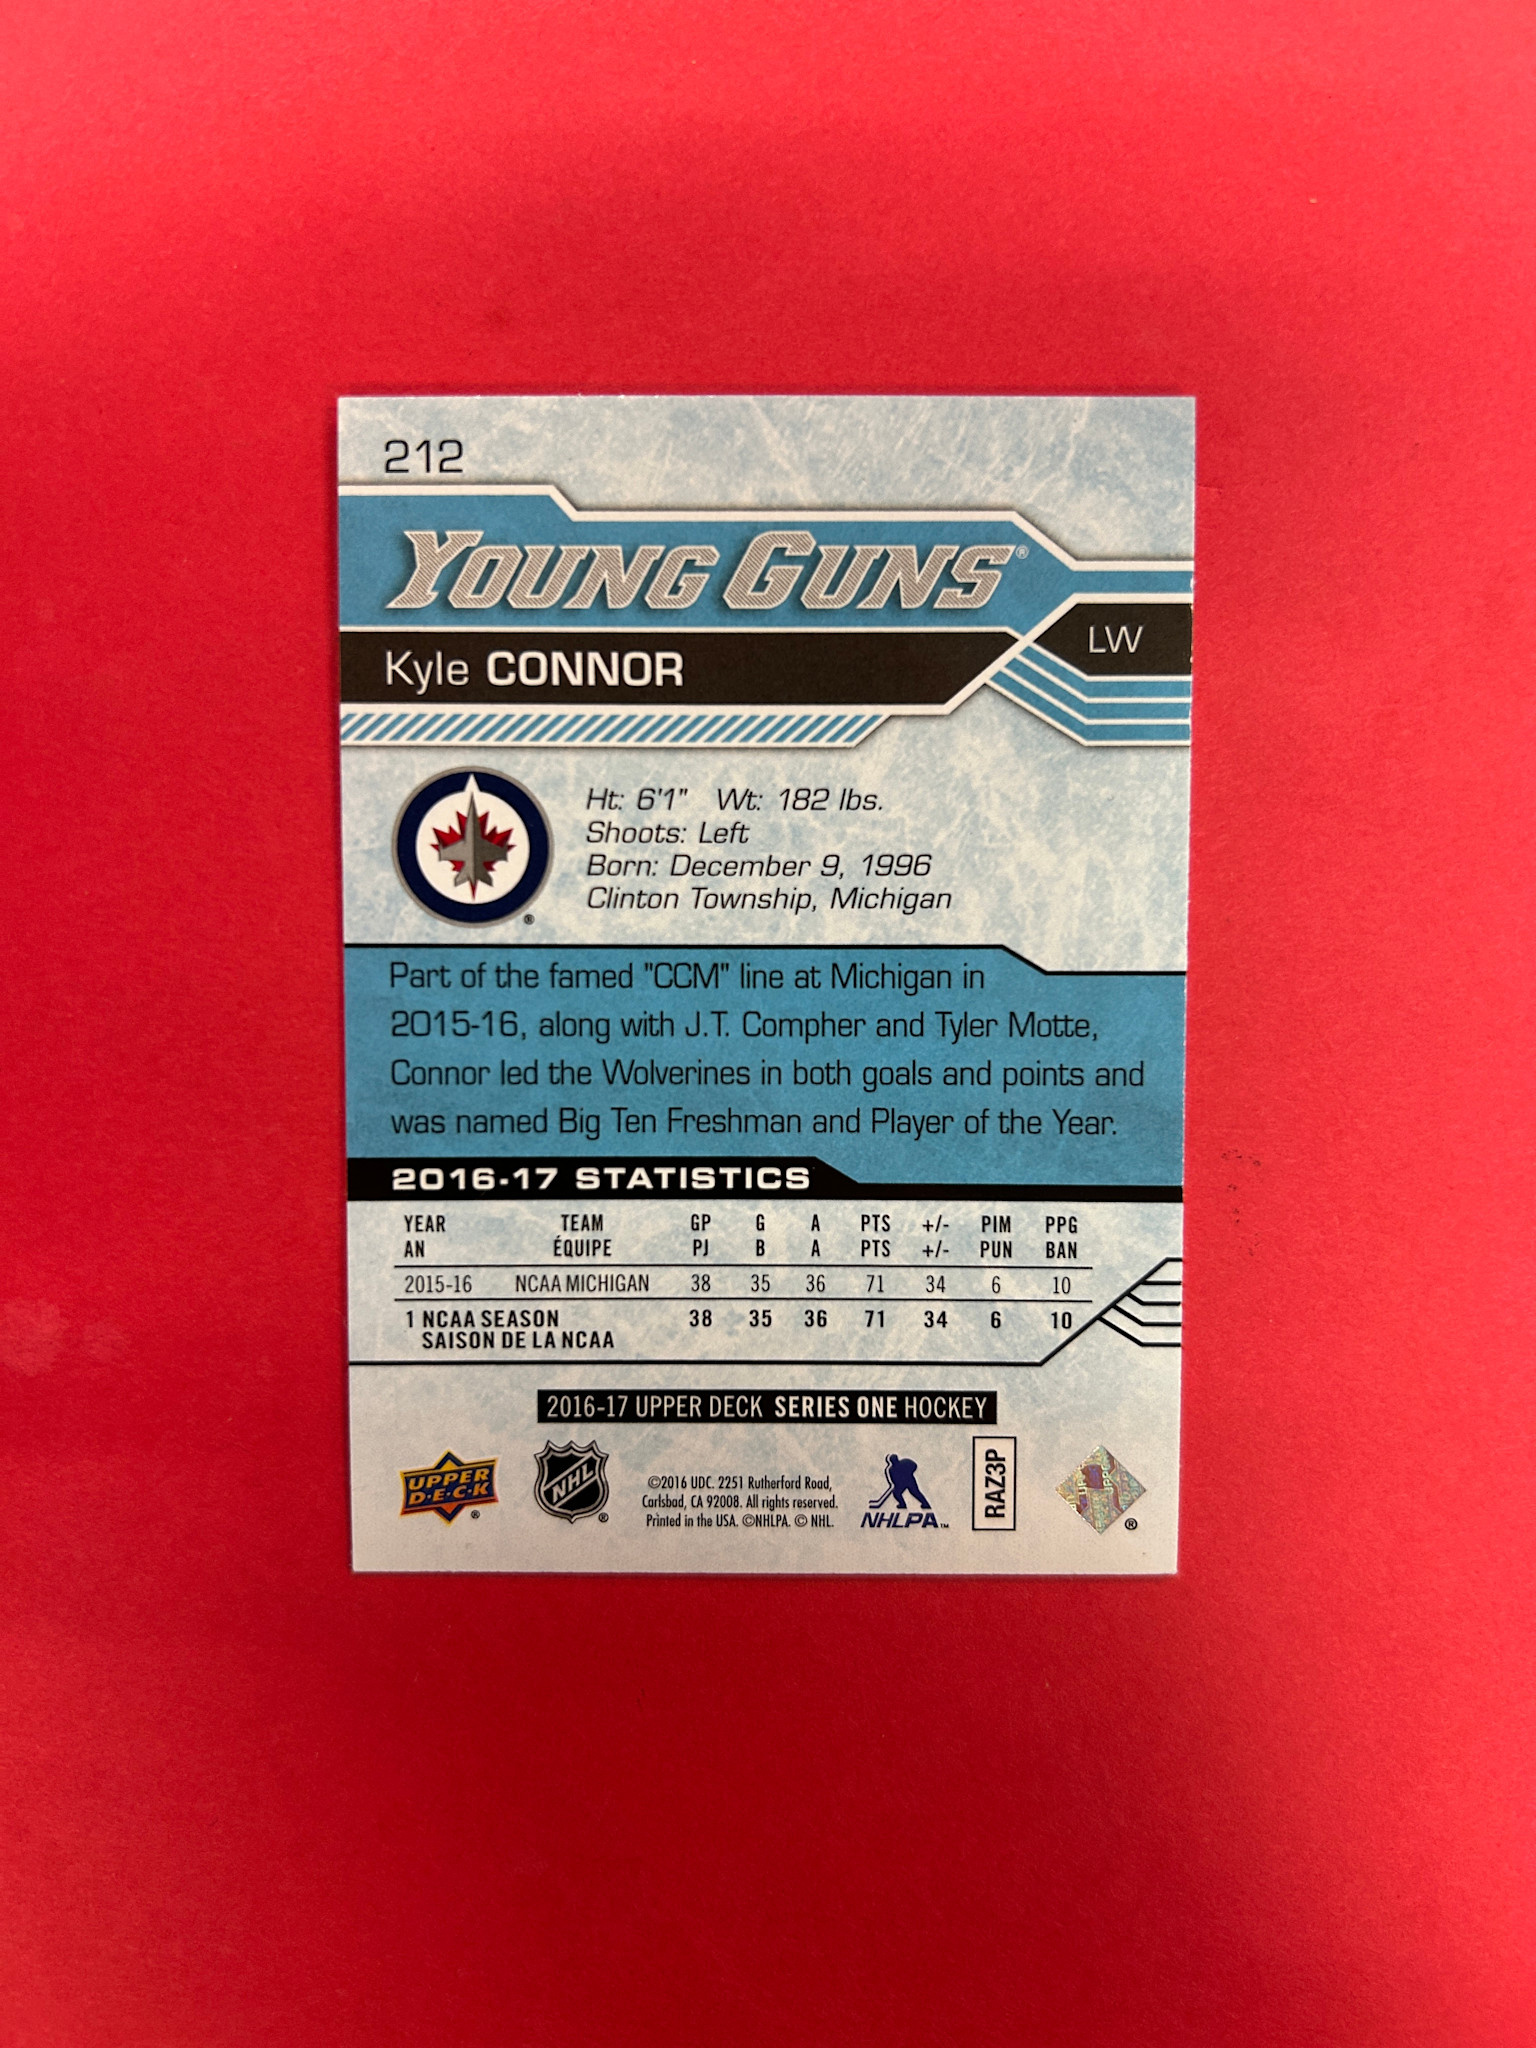 212
YOUNG GUNS®
Kyle CONNOR
LW
Ht: 6'1" Wt: 182 lbs.
Shoots: Left
Born: December 9, 1996
Clinton Township, Michigan
®
Part of the famed "CCM" line at Michigan in
2015-16, along with J.T. Compher and Tyler Motte,
Connor led the Wolverines in both goals and points and
was named Big Ten Freshman and Player of the Year.
2016-17 STATISTICS
YEAR TEAM GP G A PTS +/- PIM PPG
AN ÉQUIPE PJ B A PTS +/- PUN BAN
2015-16 NCAA MICHIGAN 38 35 36 71 34 6 10
1 NCAA SEASON 38 35 36 71 34 6 10
SAISON DE LA NCAA
2016-17 UPPER DECK SERIES ONE HOCKEY
UPPER
DECK®
NHL®
©2016 UDC. 2251 Rutherford Road,
Carlsbad, CA 92008. All rights reserved.
Printed in the USA. ©NHLPA. © NHL.
NHLPA™
RAZ3P
®